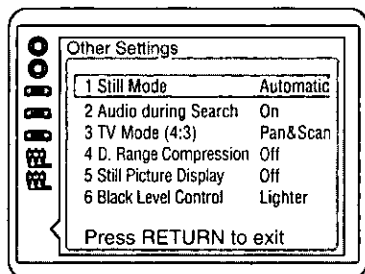 Other Settings
1 Still Mode Automatic
2 Audio during Search On
3 TV Mode (4:3) Pan&Scan
4 D. Range Compression Off
5 Still Picture Display Off
6 Black Level Control Lighter
Press RETURN to exit